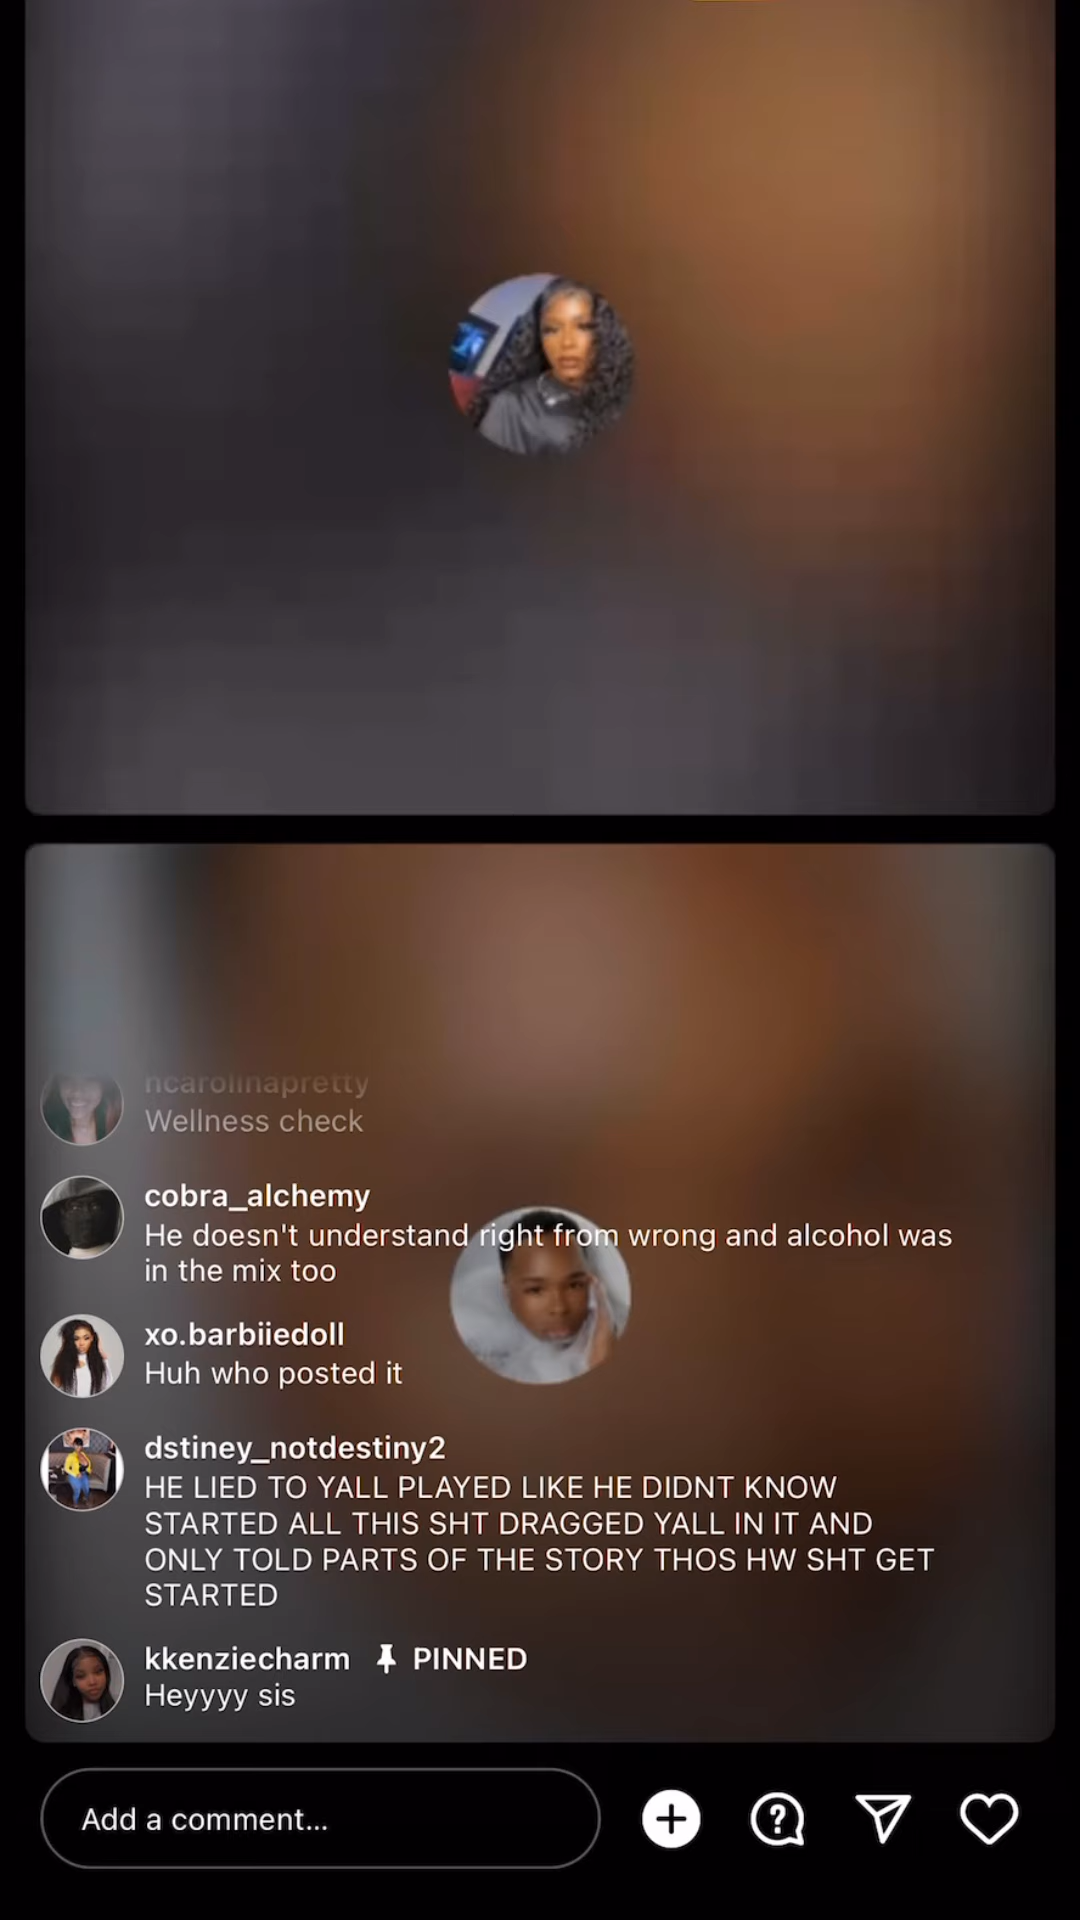 ncarolinapretty
Wellness check
cobra_alchemy
He doesn't understand right from wrong and alcohol was
in the mix too
xo.barbiiedoll
Huh who posted it
dstiney_notdestiny2
HE LIED TO YALL PLAYED LIKE HE DIDNT KNOW
STARTED ALL THIS SHT DRAGGED YALL IN IT AND
ONLY TOLD PARTS OF THE STORY THOS HW SHT GET
STARTED
kkenziecharm PINNED
Heyyyy sis
Add a comment...